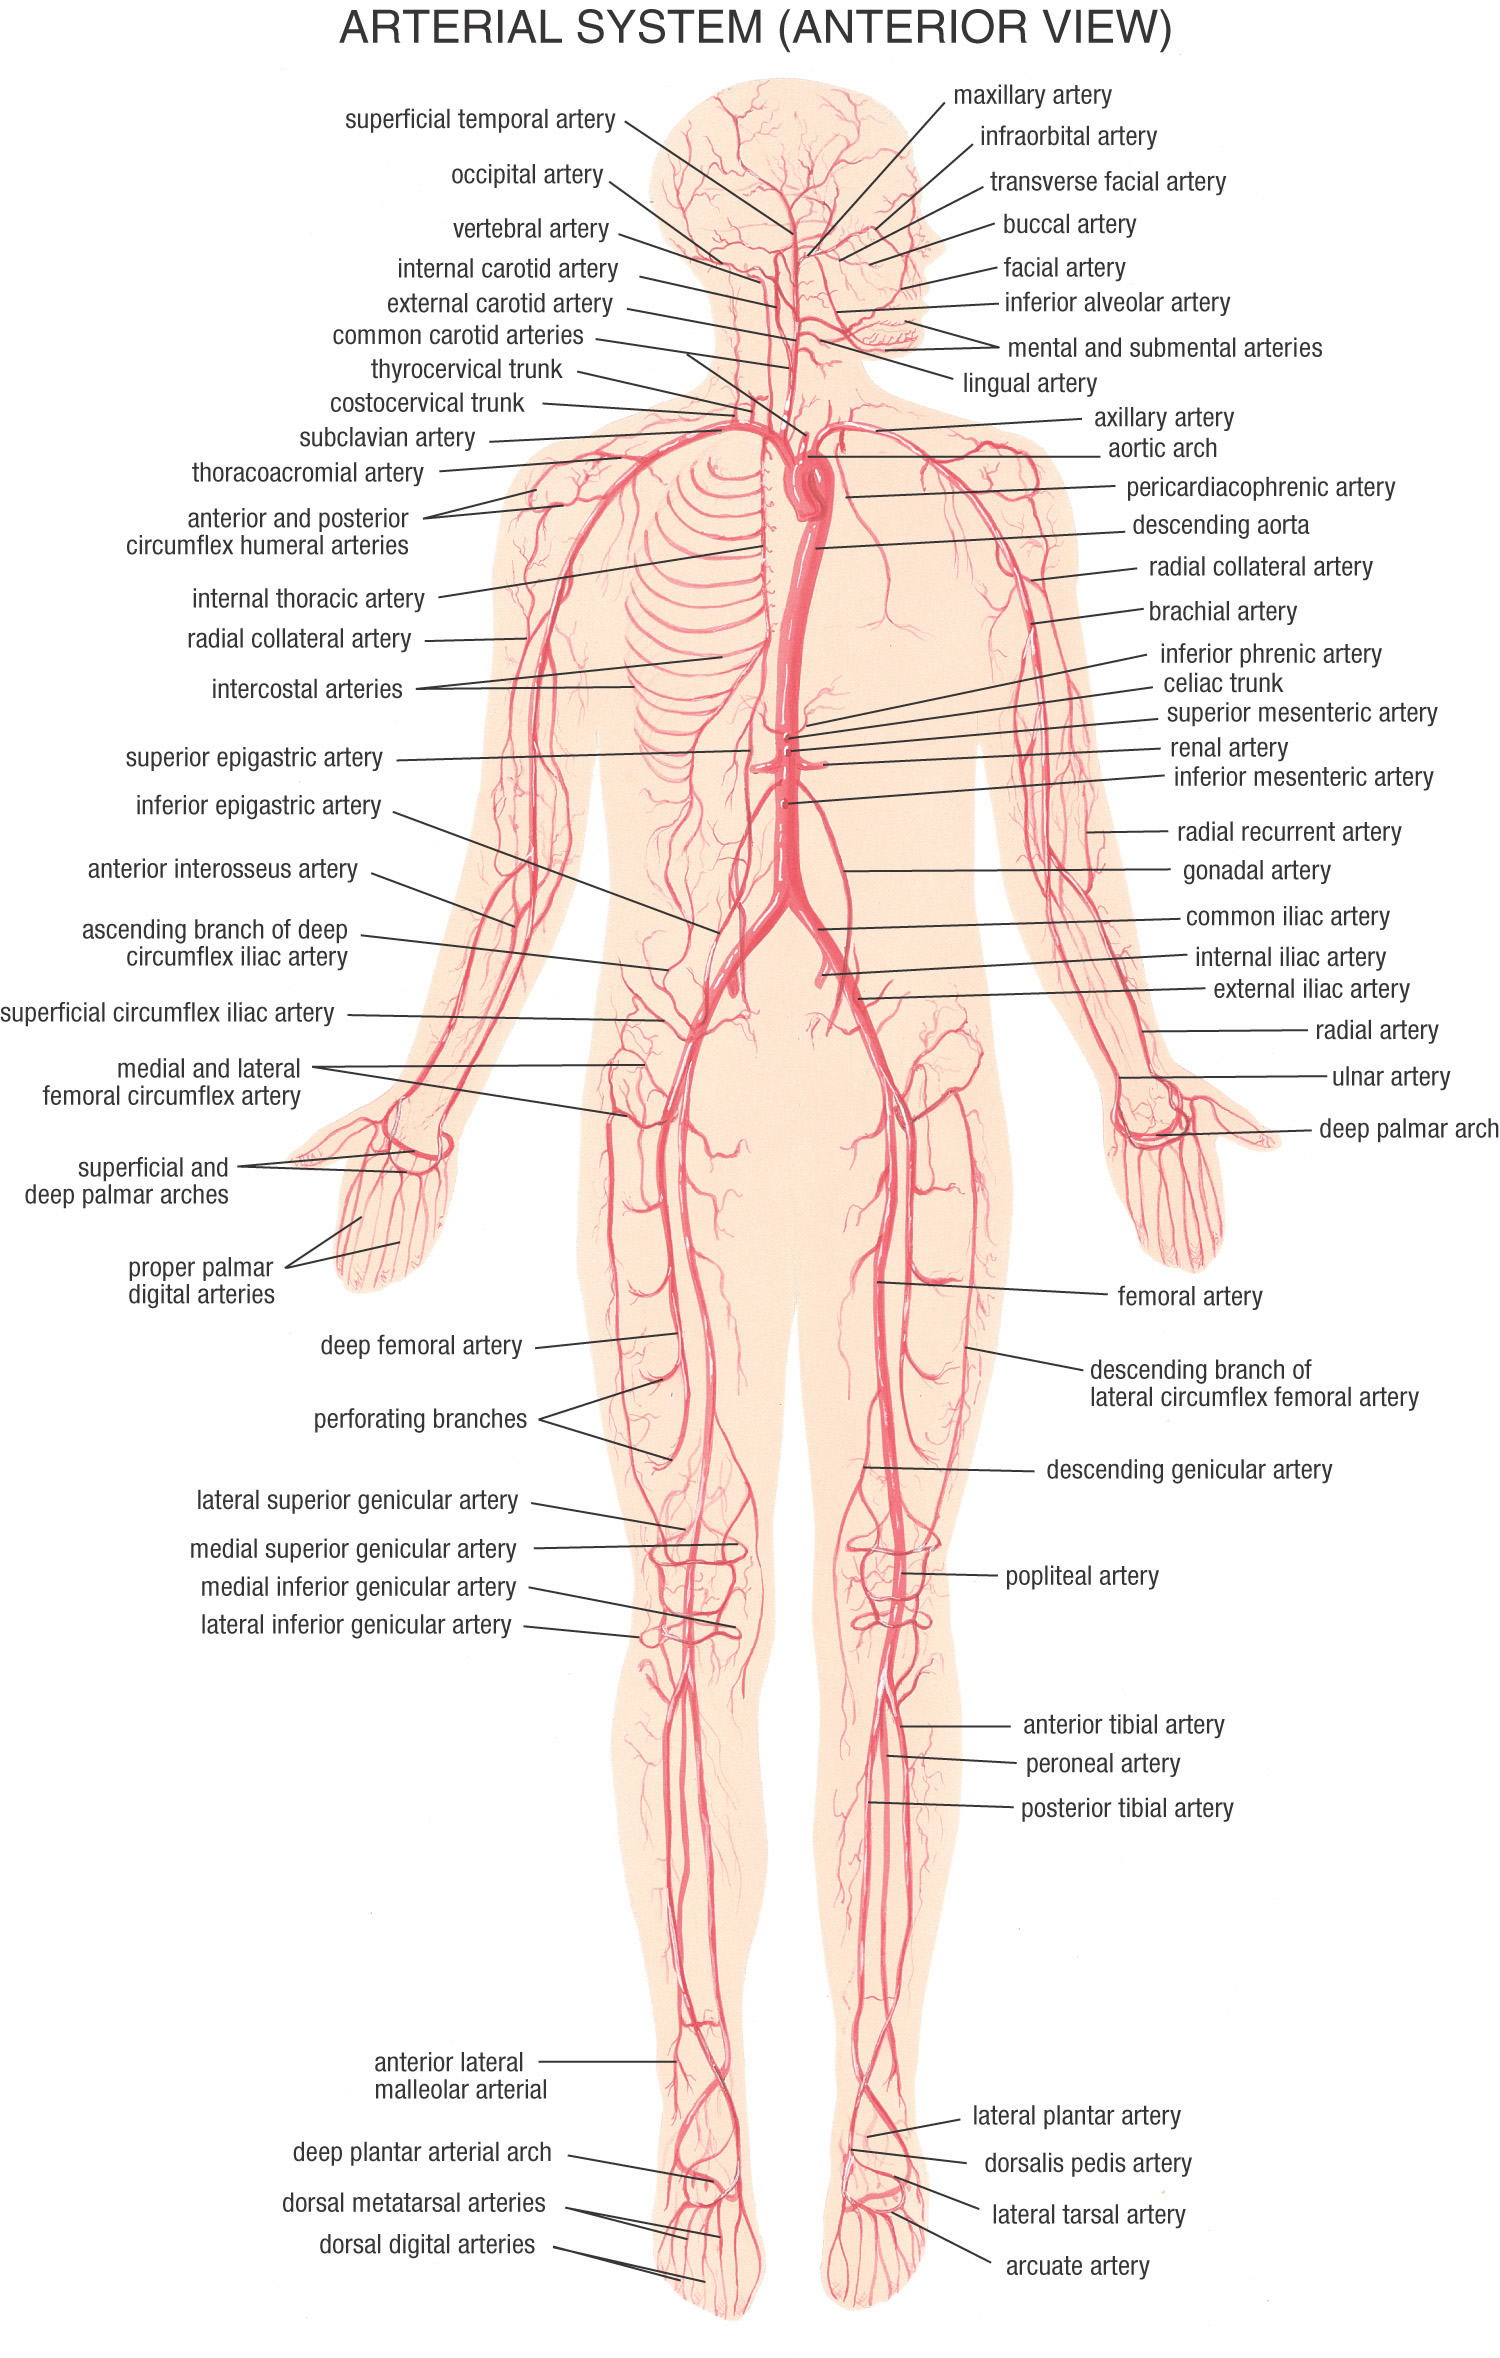 ARTERIAL SYSTEM (ANTERIOR VIEW)
superficial temporal artery
occipital artery
vertebral artery
internal carotid artery
external carotid artery
common carotid arteries
thyrocervical trunk
costocervical trunk
subclavian artery
thoracoacromial artery
anterior and posterior
circumflex humeral arteries
internal thoracic artery
radial collateral artery
intercostal arteries
superior epigastric artery
inferior epigastric artery
anterior interosseus artery
ascending branch of deep
circumflex iliac artery
superficial circumflex iliac artery
medial and lateral
femoral circumflex artery
superficial and
deep palmar arches
proper palmar
digital arteries
deep femoral artery
perforating branches
lateral superior genicular artery
medial superior genicular artery
medial inferior genicular artery
lateral inferior genicular artery
anterior lateral
malleolar arterial
deep plantar arterial arch
dorsal metatarsal arteries
dorsal digital arteries
maxillary artery
infraorbital artery
transverse facial artery
buccal artery
facial artery
inferior alveolar artery
mental and submental arteries
lingual artery
axillary artery
aortic arch
pericardiacophrenic artery
descending aorta
radial collateral artery
brachial artery
inferior phrenic artery
celiac trunk
superior mesenteric artery
renal artery
inferior mesenteric artery
radial recurrent artery
gonadal artery
common iliac artery
internal iliac artery
external iliac artery
radial artery
ulnar artery
deep palmar arch
femoral artery
descending branch of
lateral circumflex femoral artery
descending genicular artery
popliteal artery
anterior tibial artery
peroneal artery
posterior tibial artery
lateral plantar artery
dorsalis pedis artery
lateral tarsal artery
arcuate artery